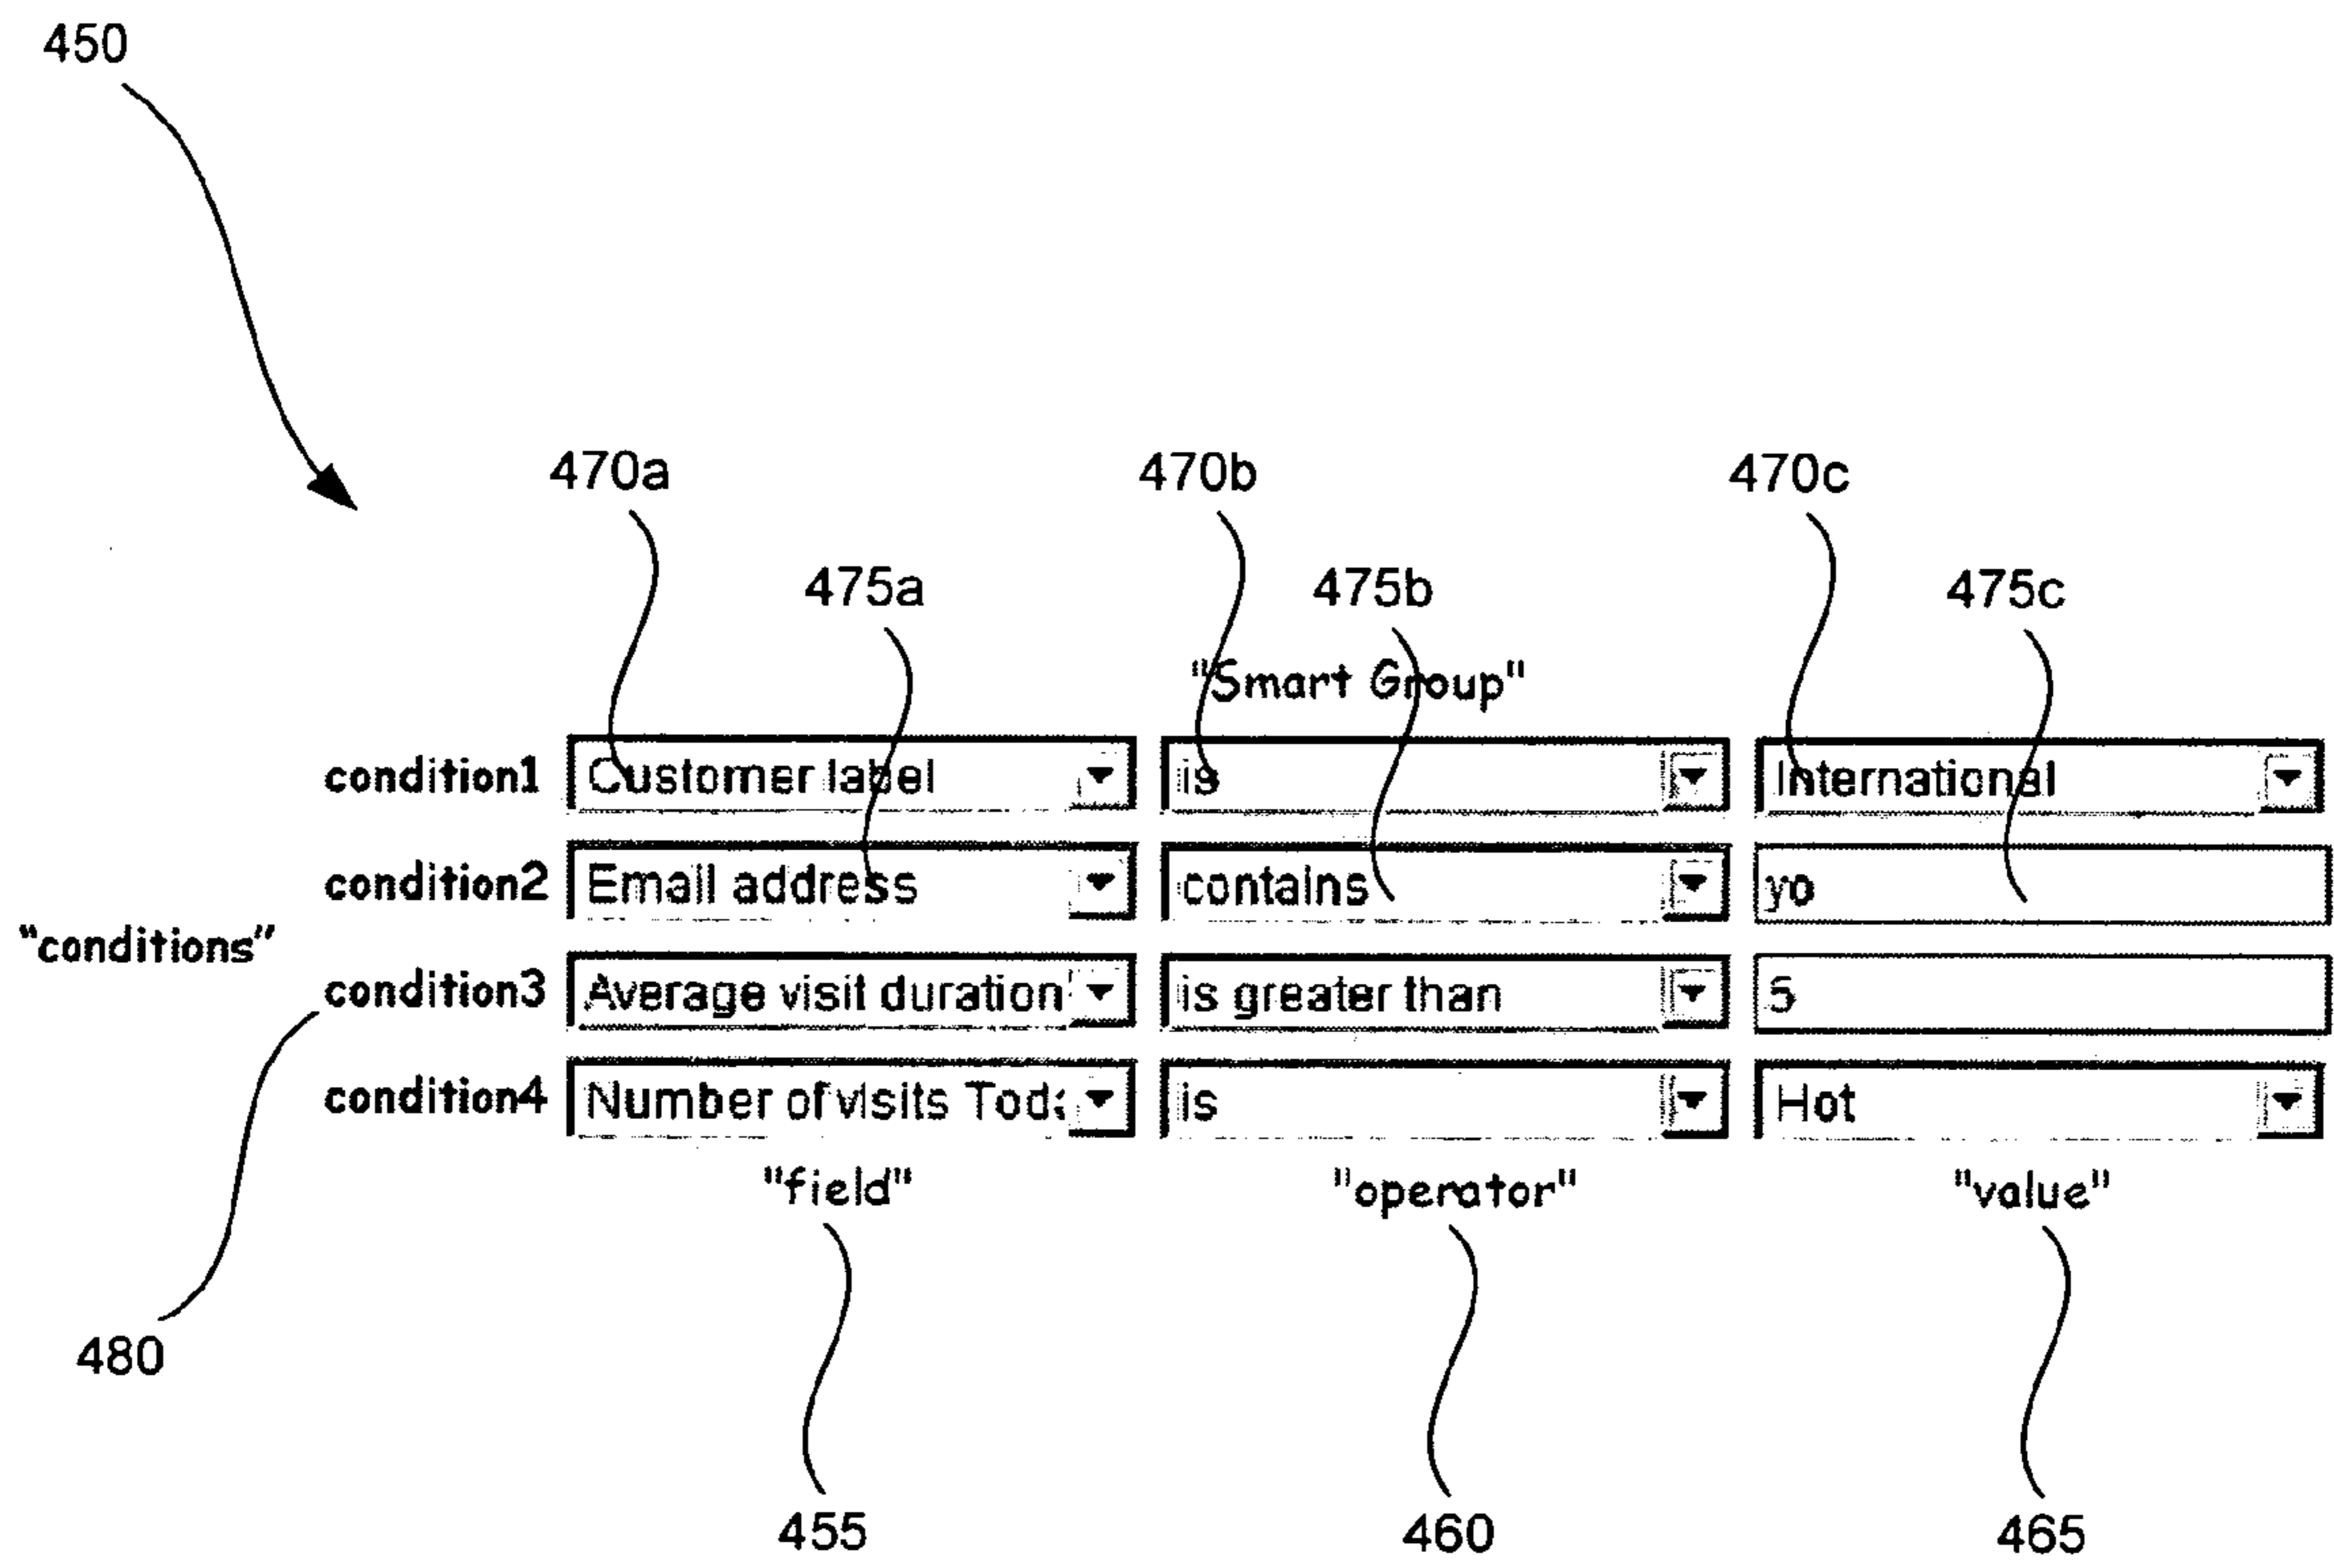 450
470a 470b 470c
475a 475b 475c
"Smart Group"
condition1 Customer label is International
condition2 Email address contains yo
"conditions"
condition3 Average visit duration is greater than 5
condition4 Number of visits Toda is Hot
"field" "operator" "value"
480
455 460 465